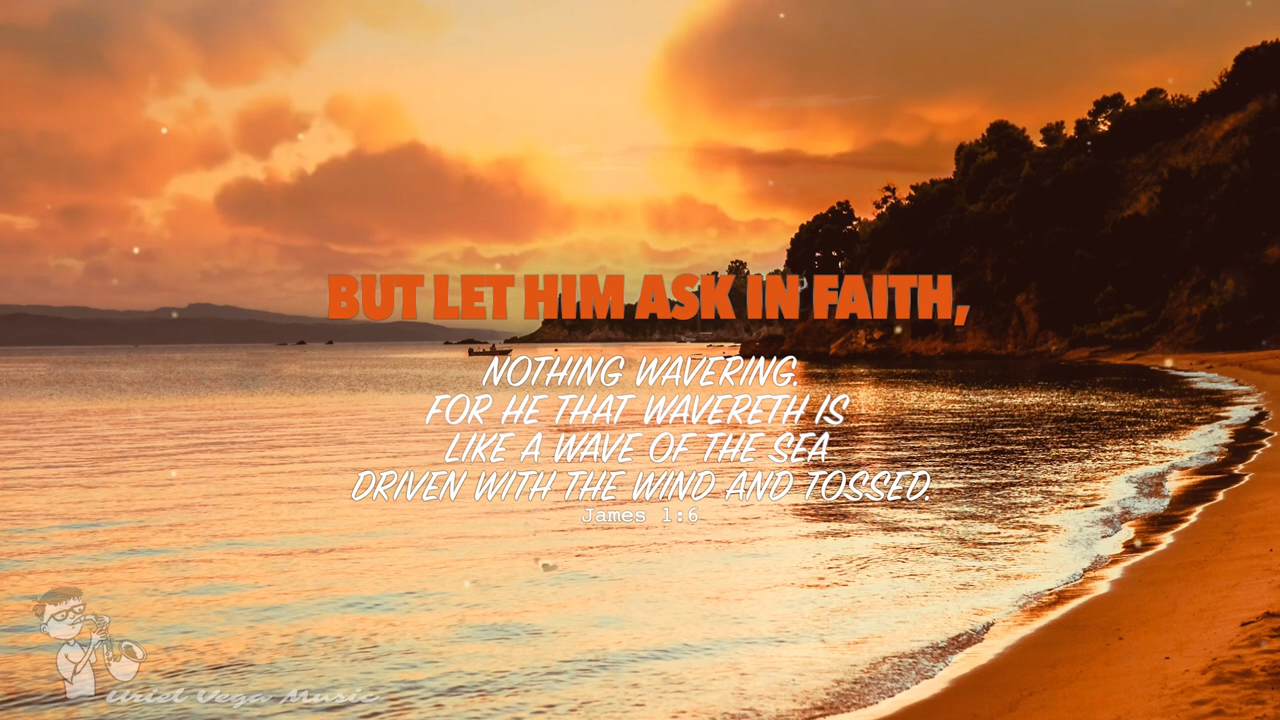 BUT LET HIM ASK IN FAITH,
NOTHING WAVERING.
FOR HE THAT WAVERETH IS
LIKE A WAVE OF THE SEA
DRIVEN WITH THE WIND AND TOSSED.
James 1:6
Uriel Vega Music